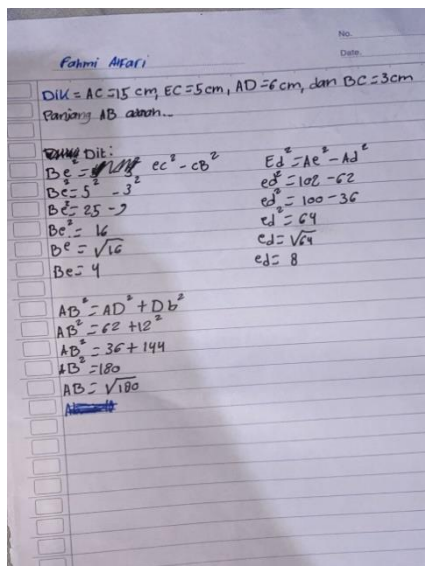 No.
Date.
Fahmi Alfari
DIK = AC = 15 cm, EC = 5 cm, AD = 6 cm, dan BC = 3 cm
Panjang AB adalah...
Dit:
Be² = ec² - cB²
Be² = 5² - 3²
Be² = 25 - 9
Be² = 16
Be = √16
Be = 4
Ed² = Ae² - Ad²
ed² = 102 - 62
ed² = 100 - 36
ed² = 64
ed = √64
ed = 8
AB² = AD² + Db²
AB² = 62 + 12²
AB² = 36 + 144
AB² = 180
AB = √180